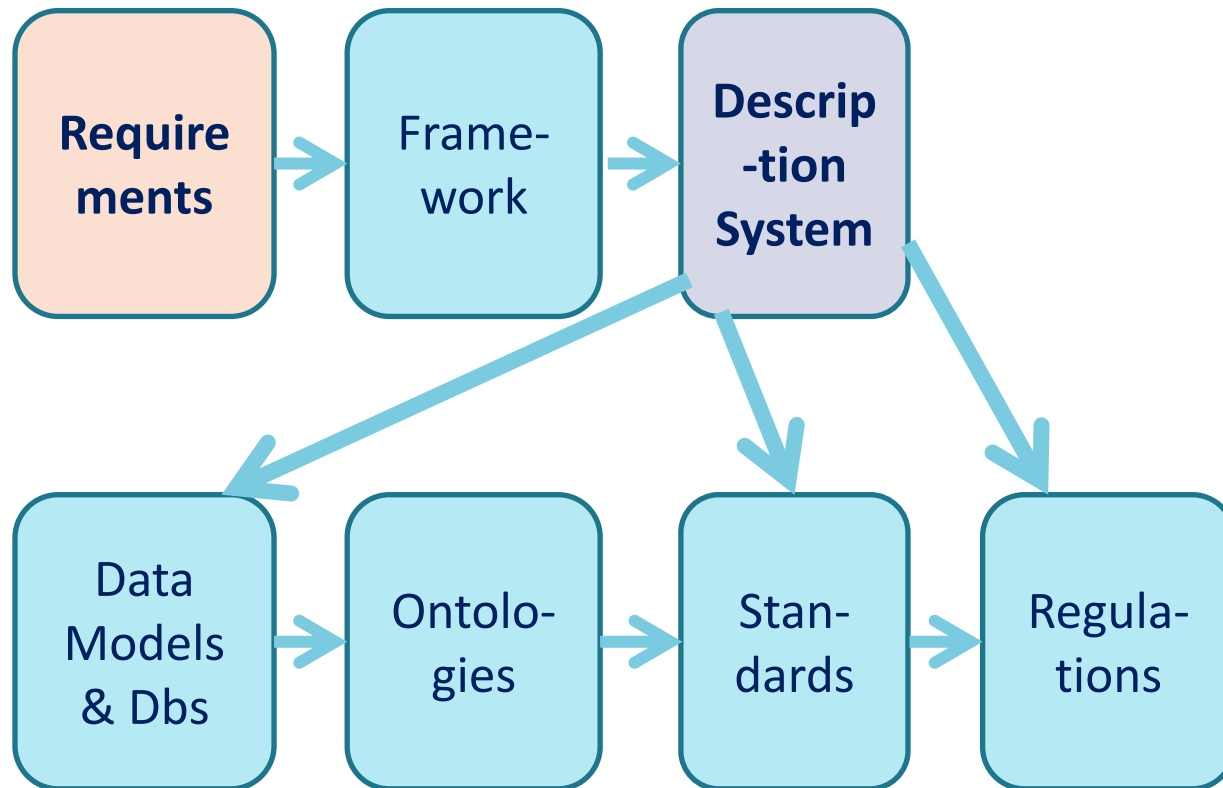 Require
ments
Frame-
work
Descrip
-tion
System
Data
Models
& Dbs
Ontolo-
gies
Stan-
dards
Regula-
tions